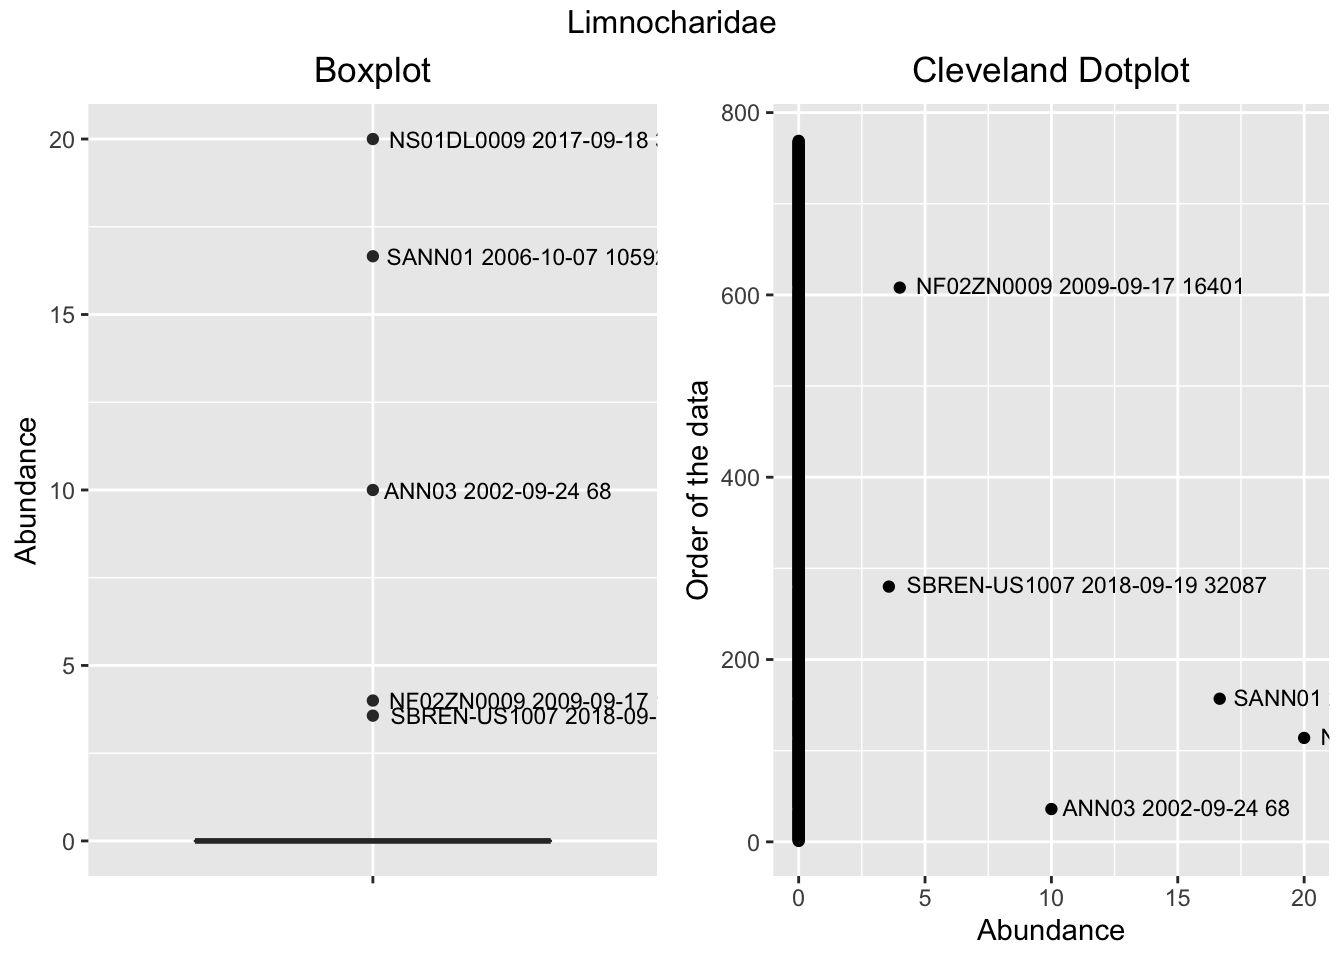 Limnocharidae
Boxplot
20
15
10
5
0
Abundance
NS01DL0009 2017-09-18
SANN01 2006-10-07 1059
ANN03 2002-09-24 68
NF02ZN0009 2009-09-17
SBREN-US1007 2018-09-
Cleveland Dotplot
800
600
400
200
0
Order of the data
NF02ZN0009 2009-09-17 16401
SBREN-US1007 2018-09-19 32087
SANN01
N
ANN03 2002-09-24 68
0 5 10 15 20
Abundance